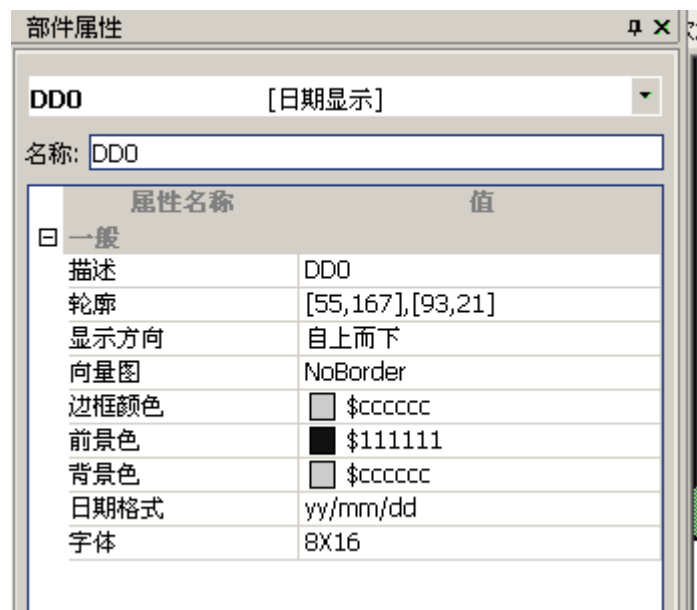 部件属性
DD0 [日期显示]
名称: DD0
属性名称 值
一般
描述 DD0
轮廓 [55,167],[93,21]
显示方向 自上而下
向量图 NoBorder
边框颜色 $cccccc
前景色 $111111
背景色 $cccccc
日期格式 yy/mm/dd
字体 8X16